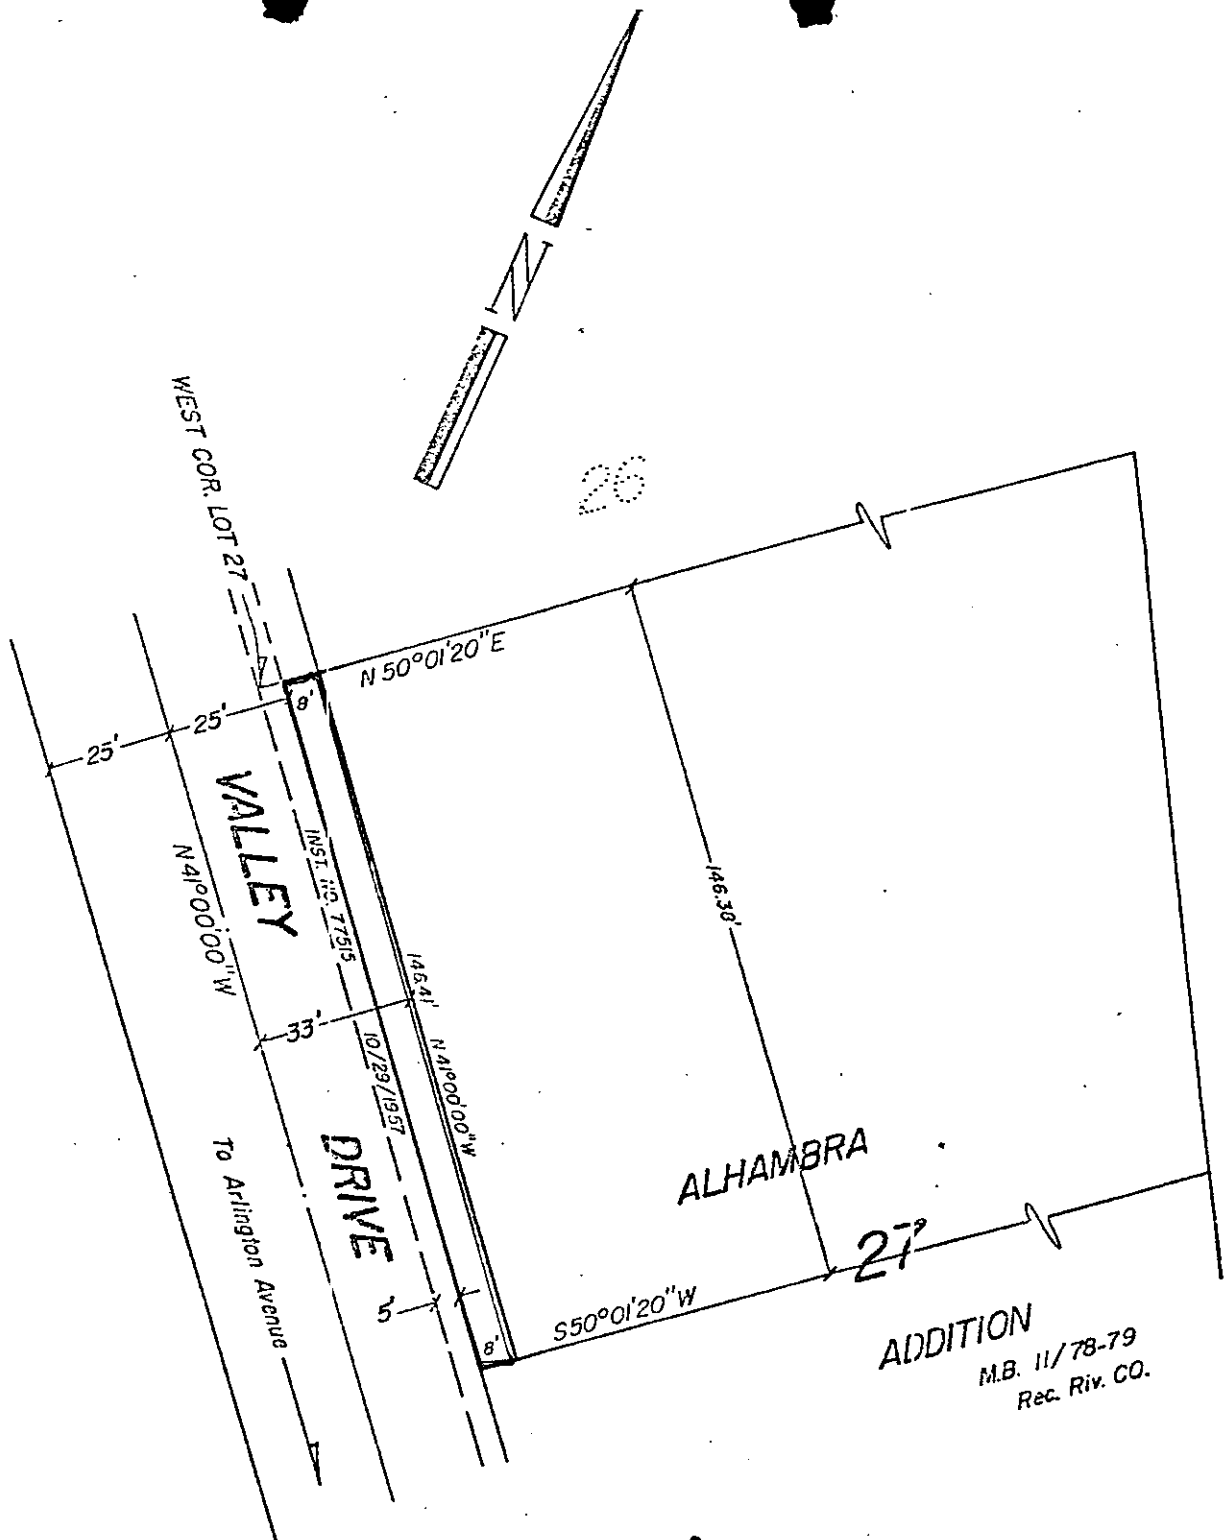 N
26
WEST COR. LOT 27
N 50°01'20"E
8'
25'
25'
VALLEY
N 41°00'00"W
INST. NO. 77515
146.38'
146.41'
33'
10/29/1957
N 41°00'00"W
DRIVE
To Arlington Avenue
ALHAMBRA
27
5'
8'
S50°01'20"W
ADDITION
M.B. 11/78-79
Rec. Riv. CO.